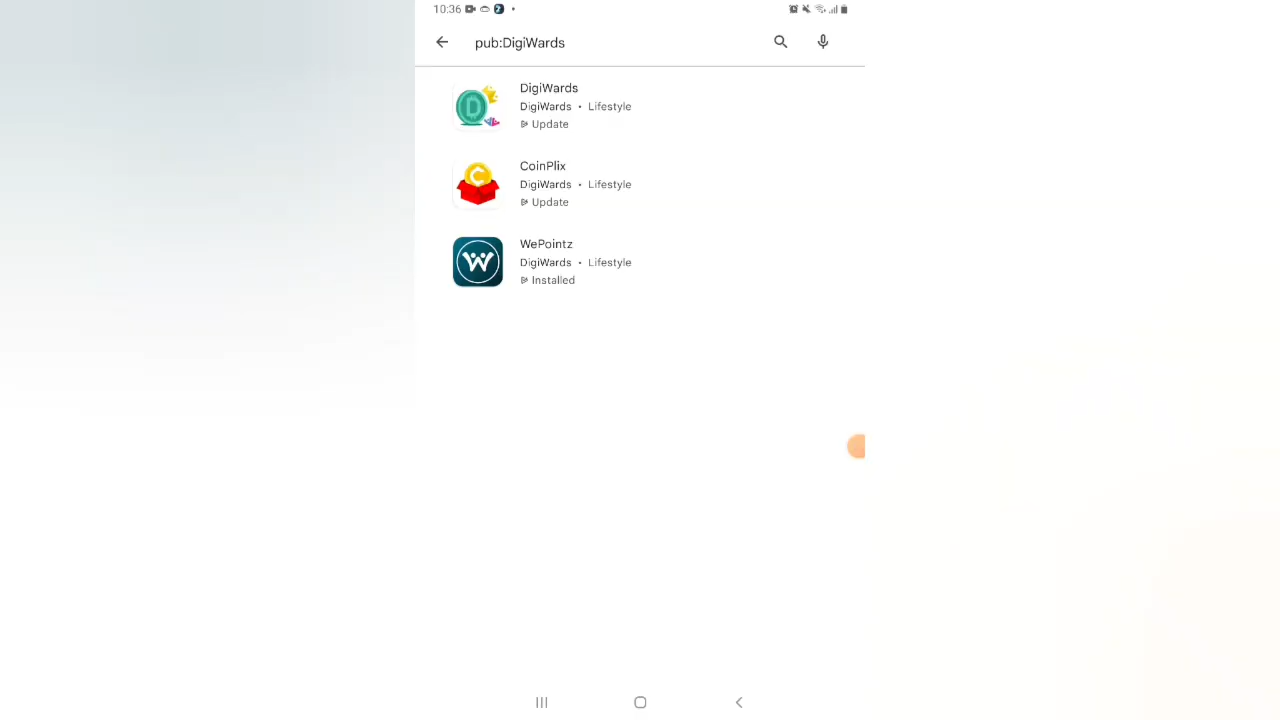 10:36
pub:DigiWards
DigiWards
DigiWards • Lifestyle
Update
CoinPlix
DigiWards • Lifestyle
Update
WePointz
DigiWards • Lifestyle
Installed